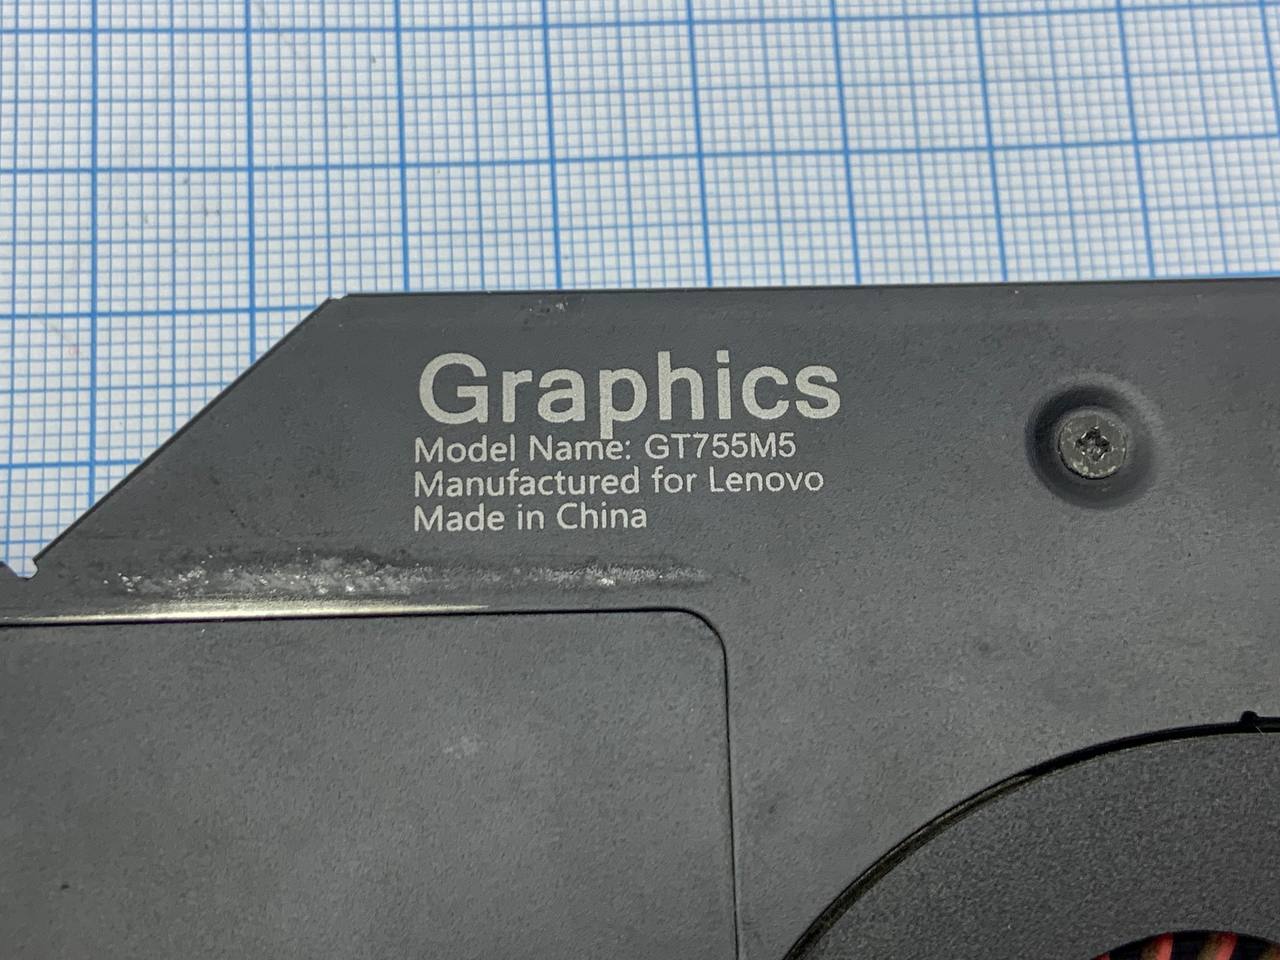 Graphics
Model Name: GT755M5
Manufactured for Lenovo
Made in China